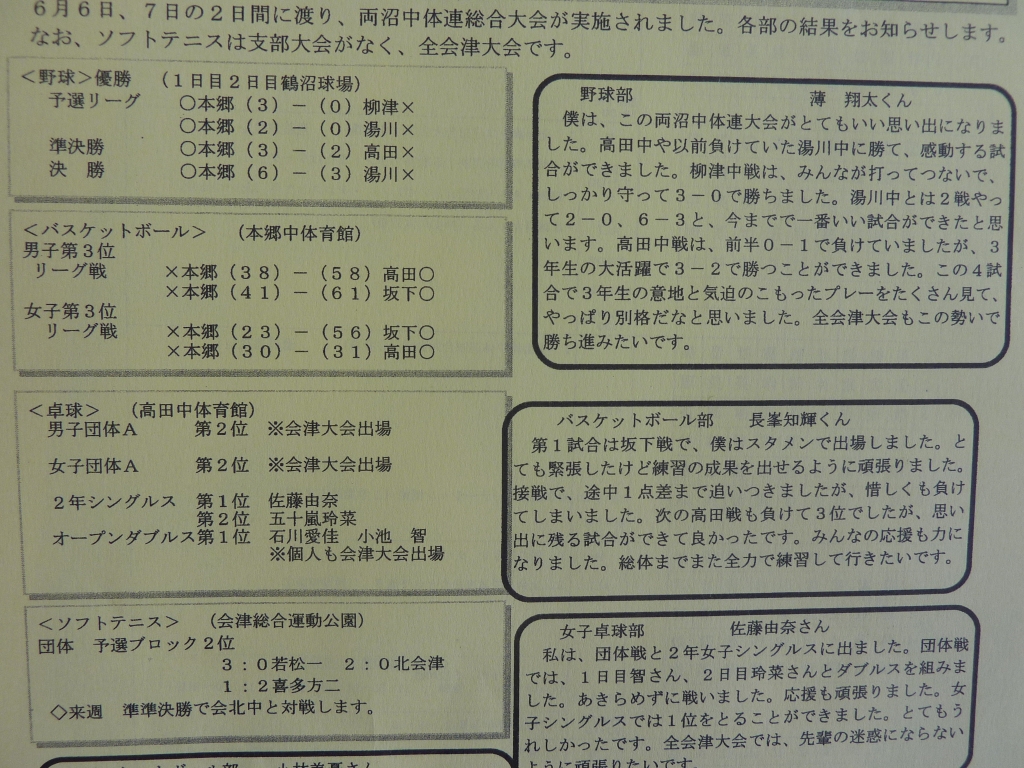 6月6日、7日の2日間に渡り、両沼中体連総合大会が実施されました。各部の結果をお知らせします。
なお、ソフトテニスは支部大会がなく、全会津大会です。
＜野球＞優勝　（1日目2日目鶴沼球場）
予選リーグ　○本郷（3）－（0）柳津×
○本郷（2）－（0）湯川×
準決勝　○本郷（3）－（2）高田×
決　勝　○本郷（6）－（3）湯川×
＜バスケットボール＞　（本郷中体育館）
男子第3位
リーグ戦　×本郷（38）－（58）高田○
×本郷（41）－（61）坂下○
女子第3位
リーグ戦　×本郷（23）－（56）坂下○
×本郷（30）－（31）高田○
＜卓球＞　（高田中体育館）
男子団体A　第2位　※会津大会出場
女子団体A　第2位　※会津大会出場
2年シングルス　第1位　佐藤由奈
第2位　五十嵐玲菜
オープンダブルス第1位　石川愛佳　小池　智
※個人も会津大会出場
＜ソフトテニス＞　（会津総合運動公園）
団体　予選ブロック2位
3：0若松一　2：0北会津
1：2喜多方二
◇来週　準準決勝で会北中と対戦します。
野球部　薄　翔太くん
僕は、この両沼中体連大会がとてもいい思い出になりま
した。高田中や以前負けていた湯川中に勝て、感動する試
合ができました。柳津中戦は、みんなが打ってつないで、
しっかり守って3－0で勝ちました。湯川中とは2戦やっ
て2－0、6－3と、今までで一番いい試合ができたと思
います。高田中戦は、前半0－1で負けていましたが、3
年生の大活躍で3－2で勝つことができました。この4試
合で3年生の意地と気迫のこもったプレーをたくさん見て、
やっぱり別格だなと思いました。全会津大会もこの勢いで
勝ち進みたいです。
バスケットボール部　長峯知輝くん
第1試合は坂下戦で、僕はスタメンで出場しました。と
ても緊張したけど練習の成果を出せるように頑張りました。
接戦で、途中1点差まで追いつきましたが、惜しくも負け
てしまいました。次の高田戦も負けて3位でしたが、思い
出に残る試合ができて良かったです。みんなの応援も力に
なりました。総体までまた全力で練習して行きたいです。
女子卓球部　佐藤由奈さん
私は、団体戦と2年女子シングルスに出ました。団体戦
では、1日目智さん、2日目玲菜さんとダブルスを組みま
した。あきらめずに戦いました。応援も頑張りました。女
子シングルスでは1位をとることができました。とてもう
れしかったです。全会津大会では、先輩の迷惑にならない
ように頑張りたいです。